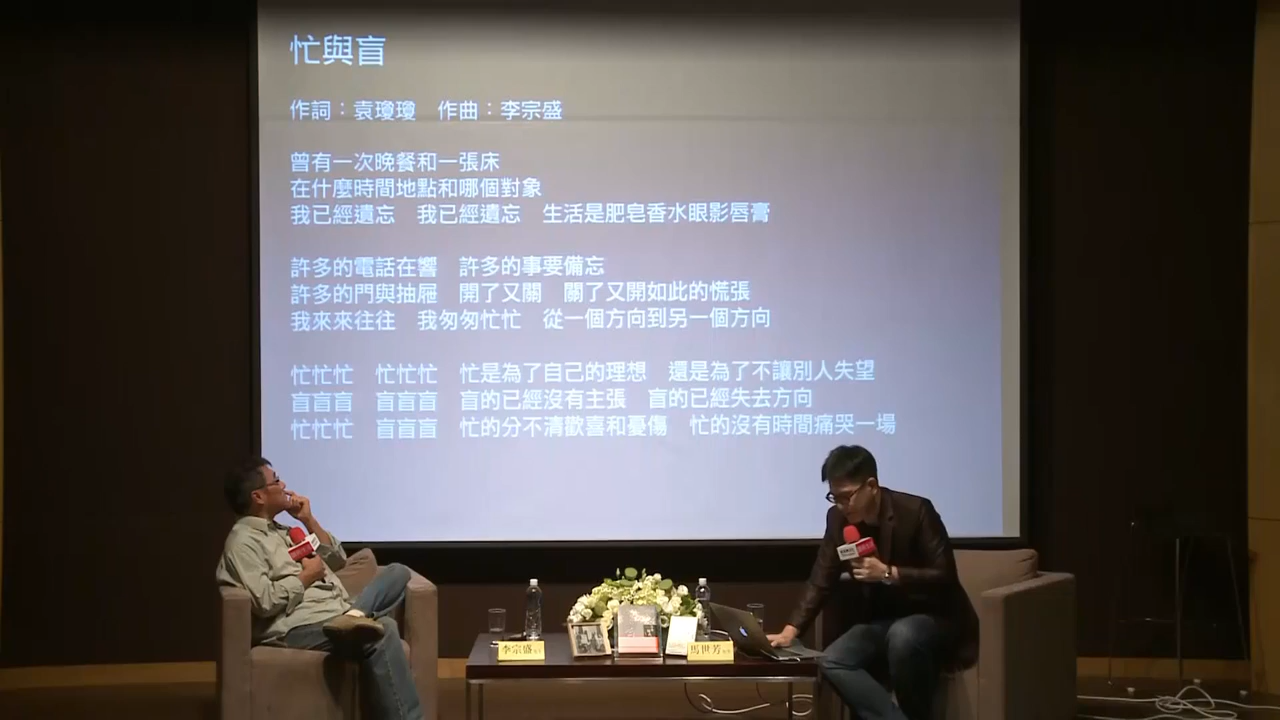 忙與盲
作詞：袁瓊瓊　作曲：李宗盛
曾有一次晚餐和一張床
在什麼時間地點和哪個對象
我已經遺忘　我已經遺忘　生活是肥皂香水眼影唇膏
許多的電話在響　許多的事要備忘
許多的門與抽屜　開了又關　關了又開如此的慌張
我來來往往　我匆匆忙忙　從一個方向到另一個方向
忙忙忙　忙忙忙　忙是為了自己的理想　還是為了不讓別人失望
盲盲盲　盲盲盲　盲的已經沒有主張　盲的已經失去方向
忙忙忙　盲盲盲　忙的分不清歡喜和憂傷　忙的沒有時間痛哭一場
李宗盛
馬世芳